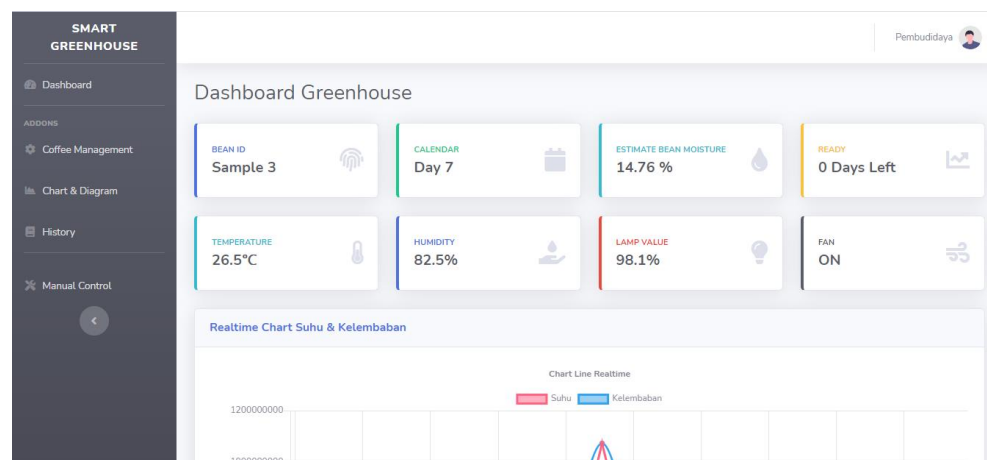 SMART
GREENHOUSE
Pembudidaya
Dashboard
ADDONS
Coffee Management
Chart & Diagram
History
Manual Control
Dashboard Greenhouse
BEAN ID
Sample 3
CALENDAR
Day 7
ESTIMATE BEAN MOISTURE
14.76 %
READY
0 Days Left
TEMPERATURE
26.5°C
HUMIDITY
82.5%
LAMP VALUE
98.1%
FAN
ON
Realtime Chart Suhu & Kelembaban
Chart Line Realtime
Suhu Kelembaban
1200000000